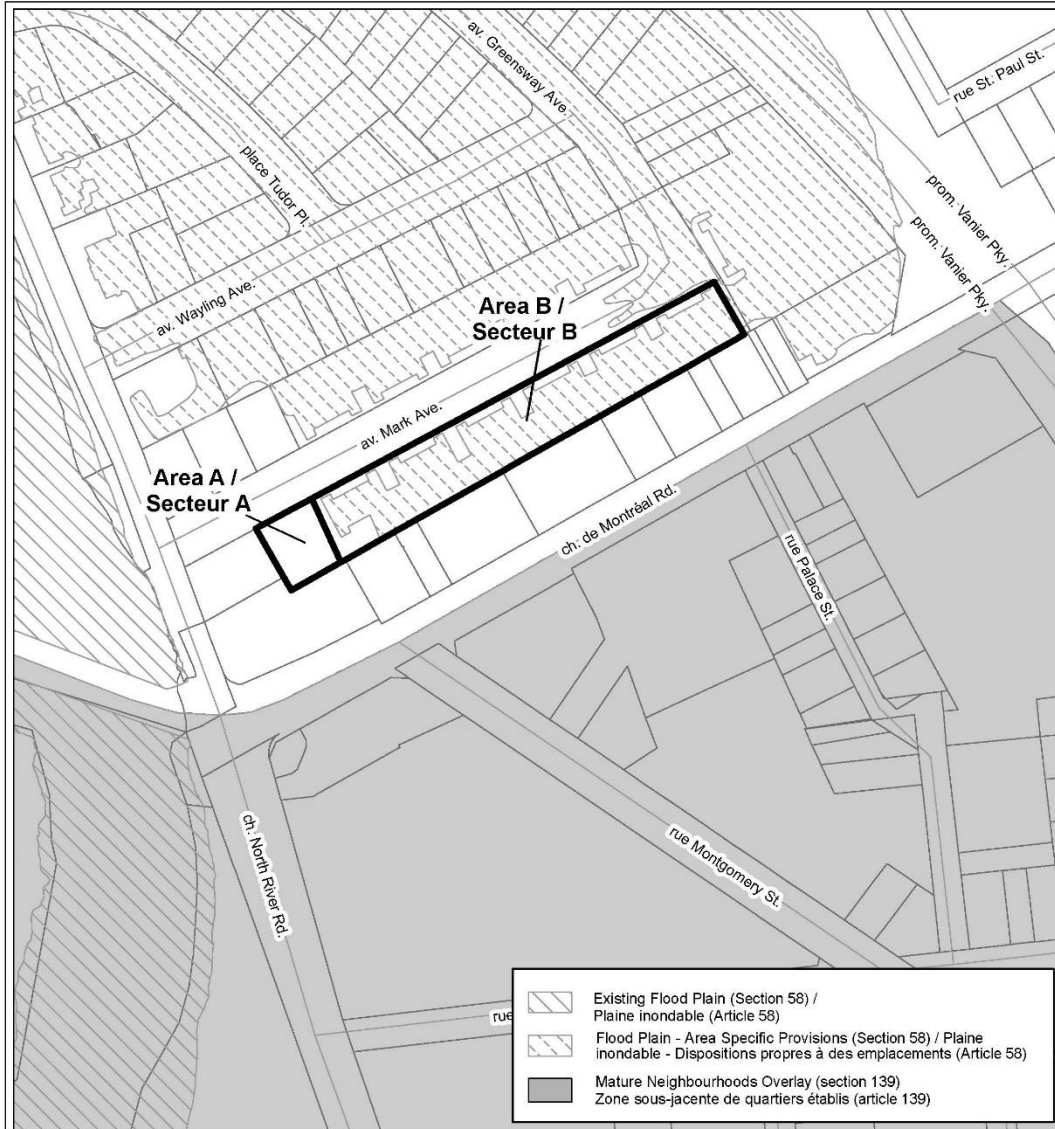 av. Greensway Ave.
rue St. Paul St.
place Tudor Pl.
prom. Vanier Pky.
prom. Vanier Pky.
av. Wayling Ave.
Area B /
Secteur B
av. Mark Ave.
Area A /
Secteur A
ch. de Montréal Rd.
rue Palace St.
ch. North River Rd.
rue Montgomery St.
rue
Existing Flood Plain (Section 58) /
Plaine inondable (Article 58)
Flood Plain - Area Specific Provisions (Section 58) / Plaine
inondable - Dispositions propres à des emplacements (Article 58)
Mature Neighbourhoods Overlay (section 139)
Zone sous-jacente de quartiers établis (article 139)